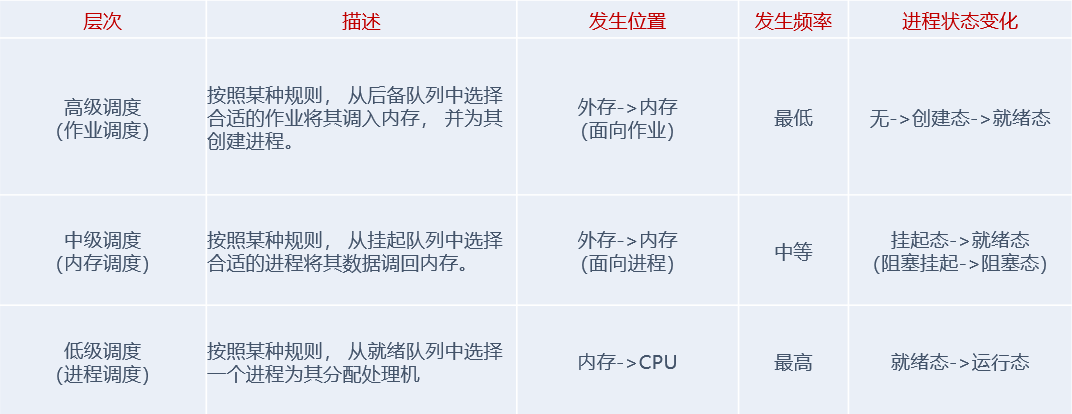 层次
描述
发生位置
发生频率
进程状态变化
高级调度
(作业调度)
按照某种规则， 从后备队列中选择
合适的作业将其调入内存， 并为其
创建进程。
外存->内存
(面向作业)
最低
无->创建态->就绪态
中级调度
(内存调度)
按照某种规则， 从挂起队列中选择
合适的进程将其数据调回内存。
外存->内存
(面向进程)
中等
挂起态->就绪态
(阻塞挂起->阻塞态)
低级调度
(进程调度)
按照某种规则， 从就绪队列中选择
一个进程为其分配处理机
内存->CPU
最高
就绪态->运行态